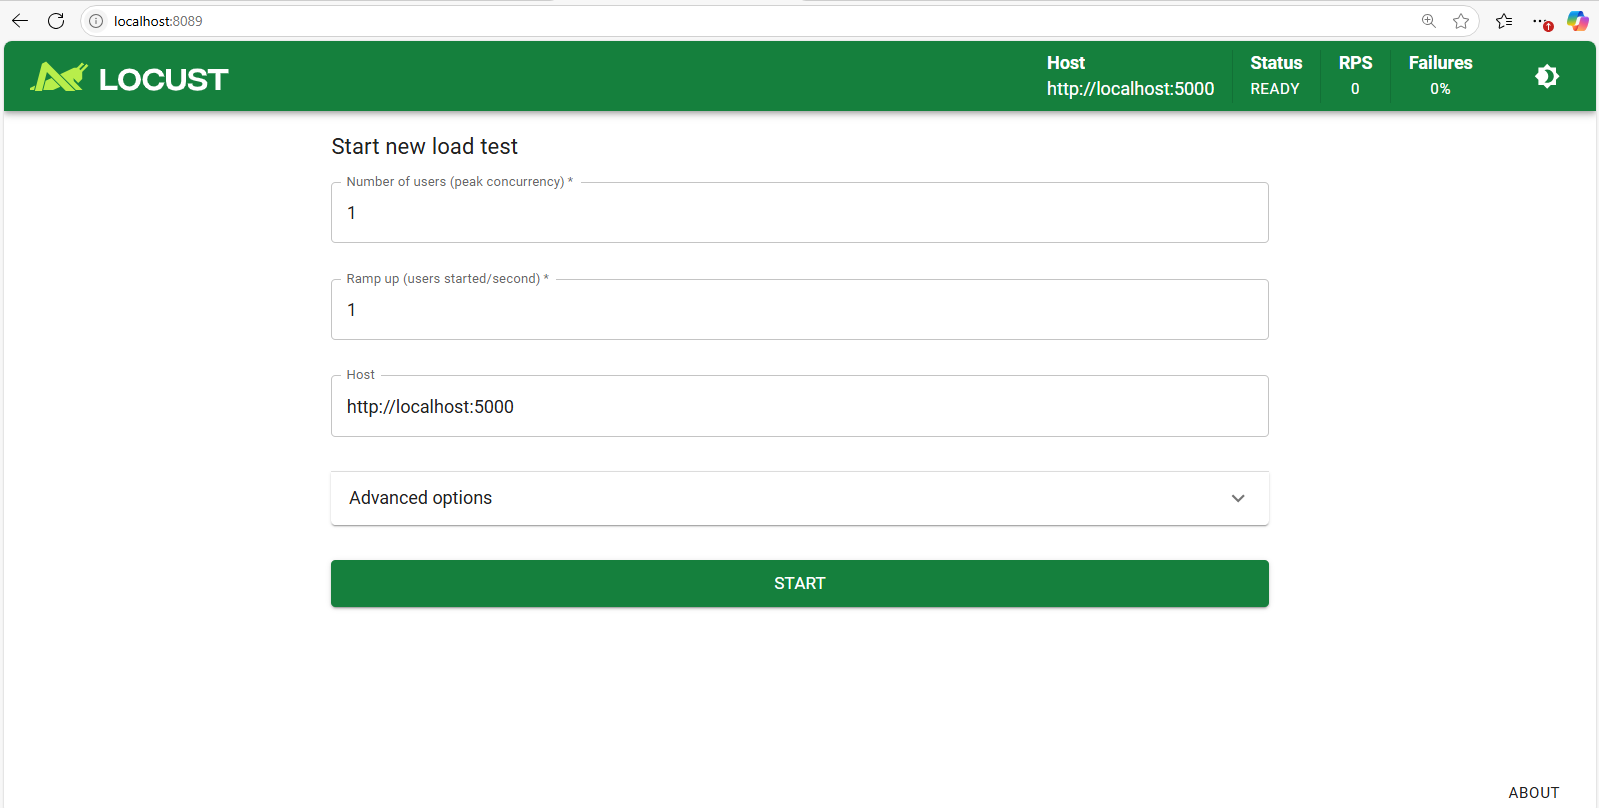 localhost:8089
LOCUST
Host
http://localhost:5000
Status
READY
RPS
0
Failures
0%
Start new load test
Number of users (peak concurrency) *
1
Ramp up (users started/second) *
1
Host
http://localhost:5000
Advanced options
START
ABOUT